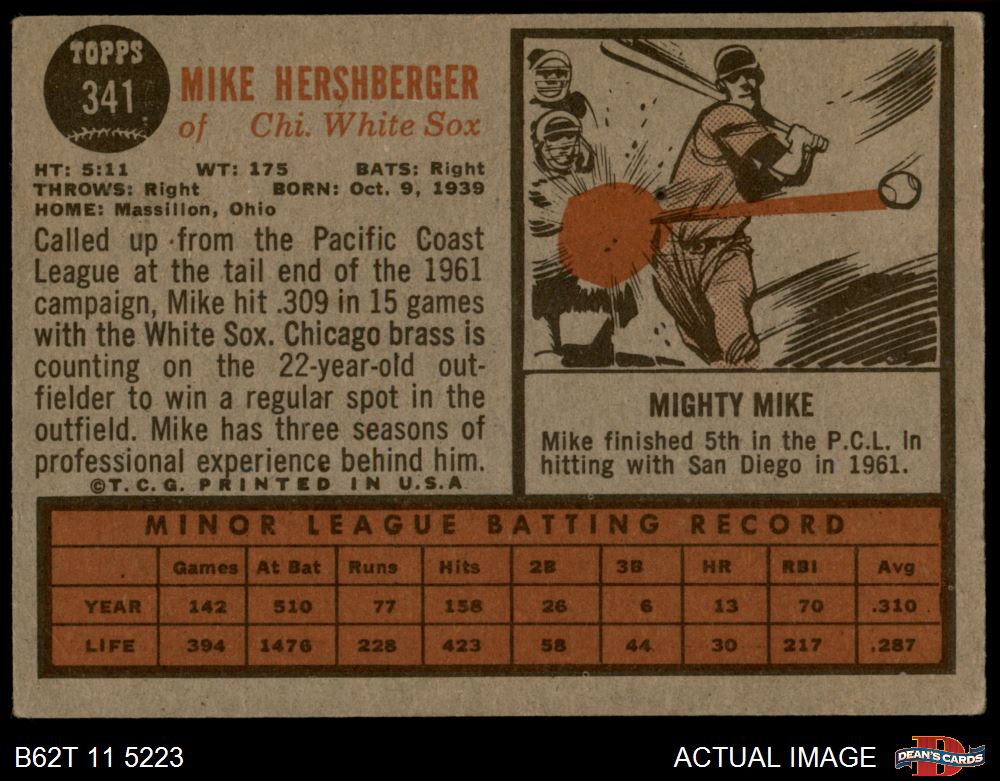 TOPPS
341
MIKE HERSHBERGER
of Chi. White Sox
HT: 5:11 WT: 175 BATS: Right
THROWS: Right BORN: Oct. 9, 1939
HOME: Massillon, Ohio
Called up from the Pacific Coast
League at the tail end of the 1961
campaign, Mike hit .309 in 15 games
with the White Sox. Chicago brass is
counting on the 22-year-old out-
fielder to win a regular spot in the
outfield. Mike has three seasons of
professional experience behind him.
©T.C.G. PRINTED IN U.S.A
MIGHTY MIKE
Mike finished 5th in the P.C.L. in
hitting with San Diego in 1961.
MINOR LEAGUE BATTING RECORD
Games At Bat Runs Hits 2B 3B HR RBI Avg
YEAR 142 510 77 158 26 6 13 70 .310
LIFE 394 1476 228 423 58 44 30 217 .287
B62T 11 5223
ACTUAL IMAGE
D
DEAN'S CARDS